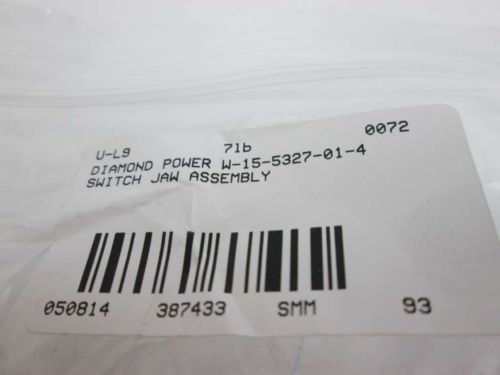 U-L9 71b 0072
DIAMOND POWER W-15-5327-01-4
SWITCH JAW ASSEMBLY
050814 387433 SMM 93